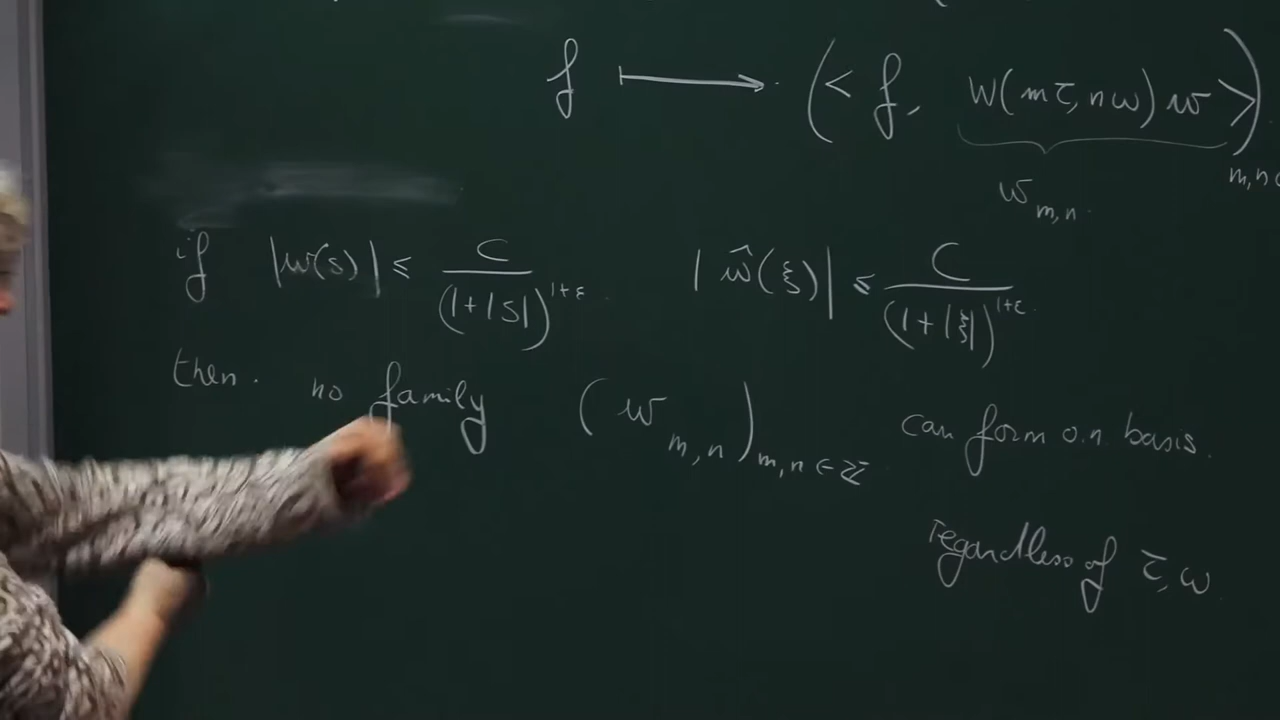 f ⟼ (< f, W(mτ, nω) w >)_{m,n
w_{m,n}.
if |w(s)| ≤ C/(1+|s|)^{1+ε}. |ŵ(ξ)| ≤ C/(1+|ξ|)^{1+ε}.
then. no family (w_{m,n})_{m,n∈ℤ} can form o.n. basis.
regardless of τ, ω.